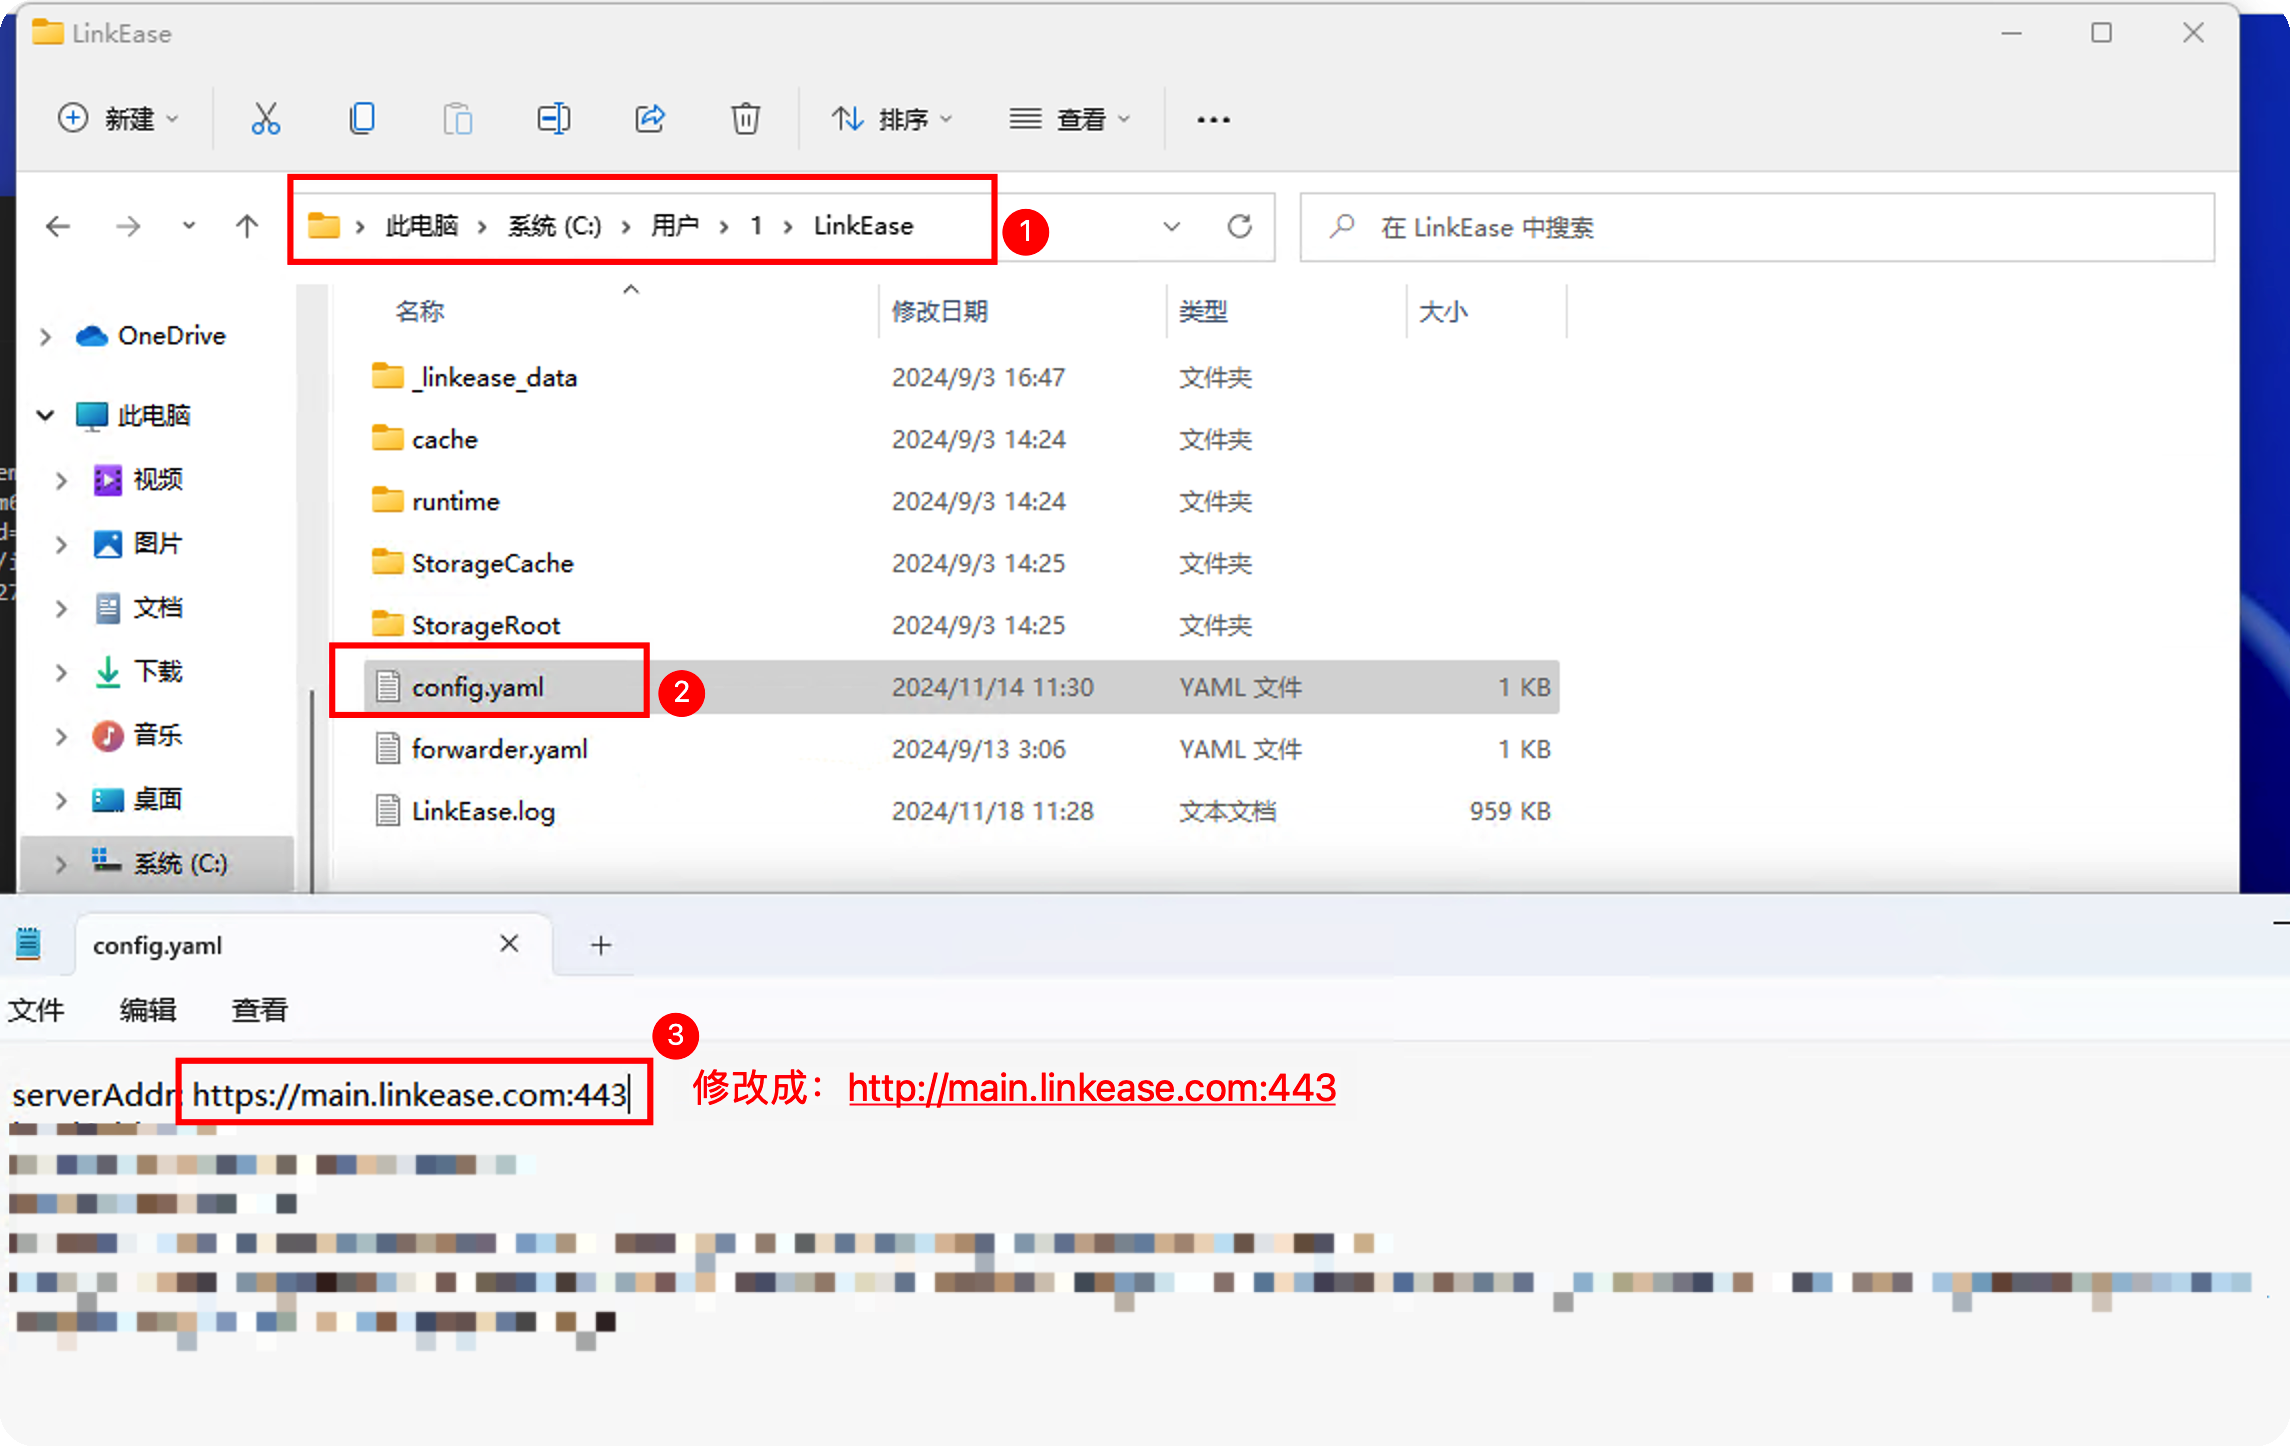 LinkEase
新建
排序
查看
此电脑 › 系统 (C:) › 用户 › 1 › LinkEase
1
在 LinkEase 中搜索
名称 修改日期 类型 大小
OneDrive
此电脑
视频
图片
文档
下载
音乐
桌面
系统 (C:)
_linkease_data 2024/9/3 16:47 文件夹
cache 2024/9/3 14:24 文件夹
runtime 2024/9/3 14:24 文件夹
StorageCache 2024/9/3 14:25 文件夹
StorageRoot 2024/9/3 14:25 文件夹
config.yaml 2 2024/11/14 11:30 YAML 文件 1 KB
forwarder.yaml 2024/9/13 3:06 YAML 文件 1 KB
LinkEase.log 2024/11/18 11:28 文本文档 959 KB
config.yaml
文件 编辑 查看
3
serverAddr: https://main.linkease.com:443
修改成：http://main.linkease.com:443